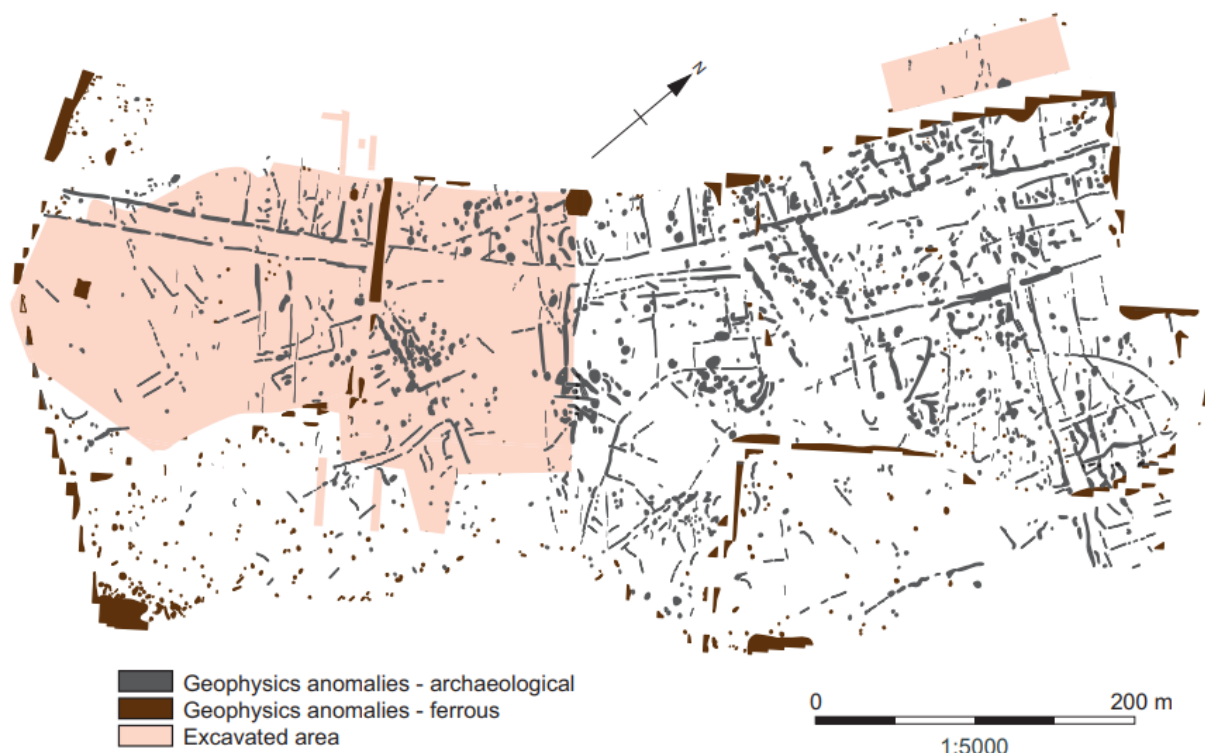 N
Geophysics anomalies - archaeological
Geophysics anomalies - ferrous
Excavated area
0 200 m
1:5000